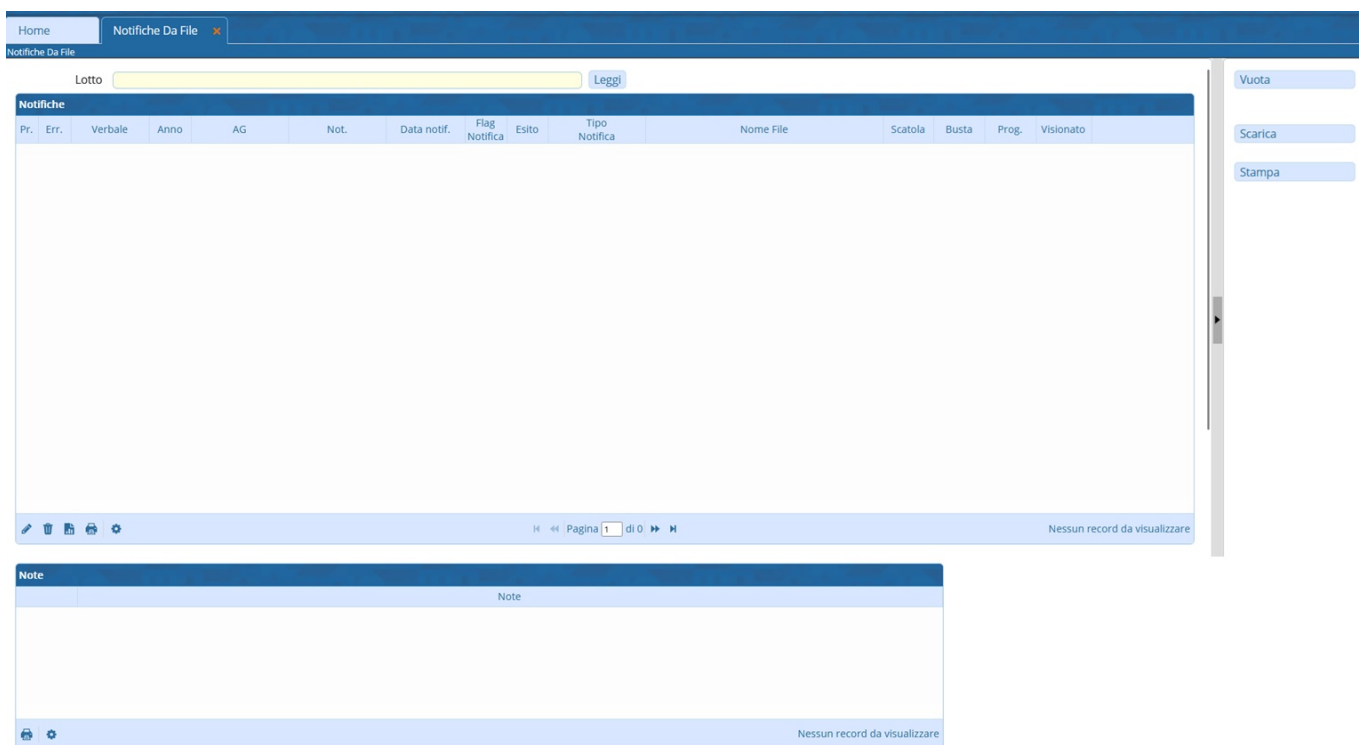 Home Notifiche Da File
Notifiche Da File
Lotto Leggi
Vuota
Notifiche
Pr. Err. Verbale Anno AG Not. Data notif. Flag Notifica Esito Tipo Notifica Nome File Scatola Busta Prog. Visionato
Scarica
Stampa
Pagina 1 di 0 Nessun record da visualizzare
Note
Note
Nessun record da visualizzare